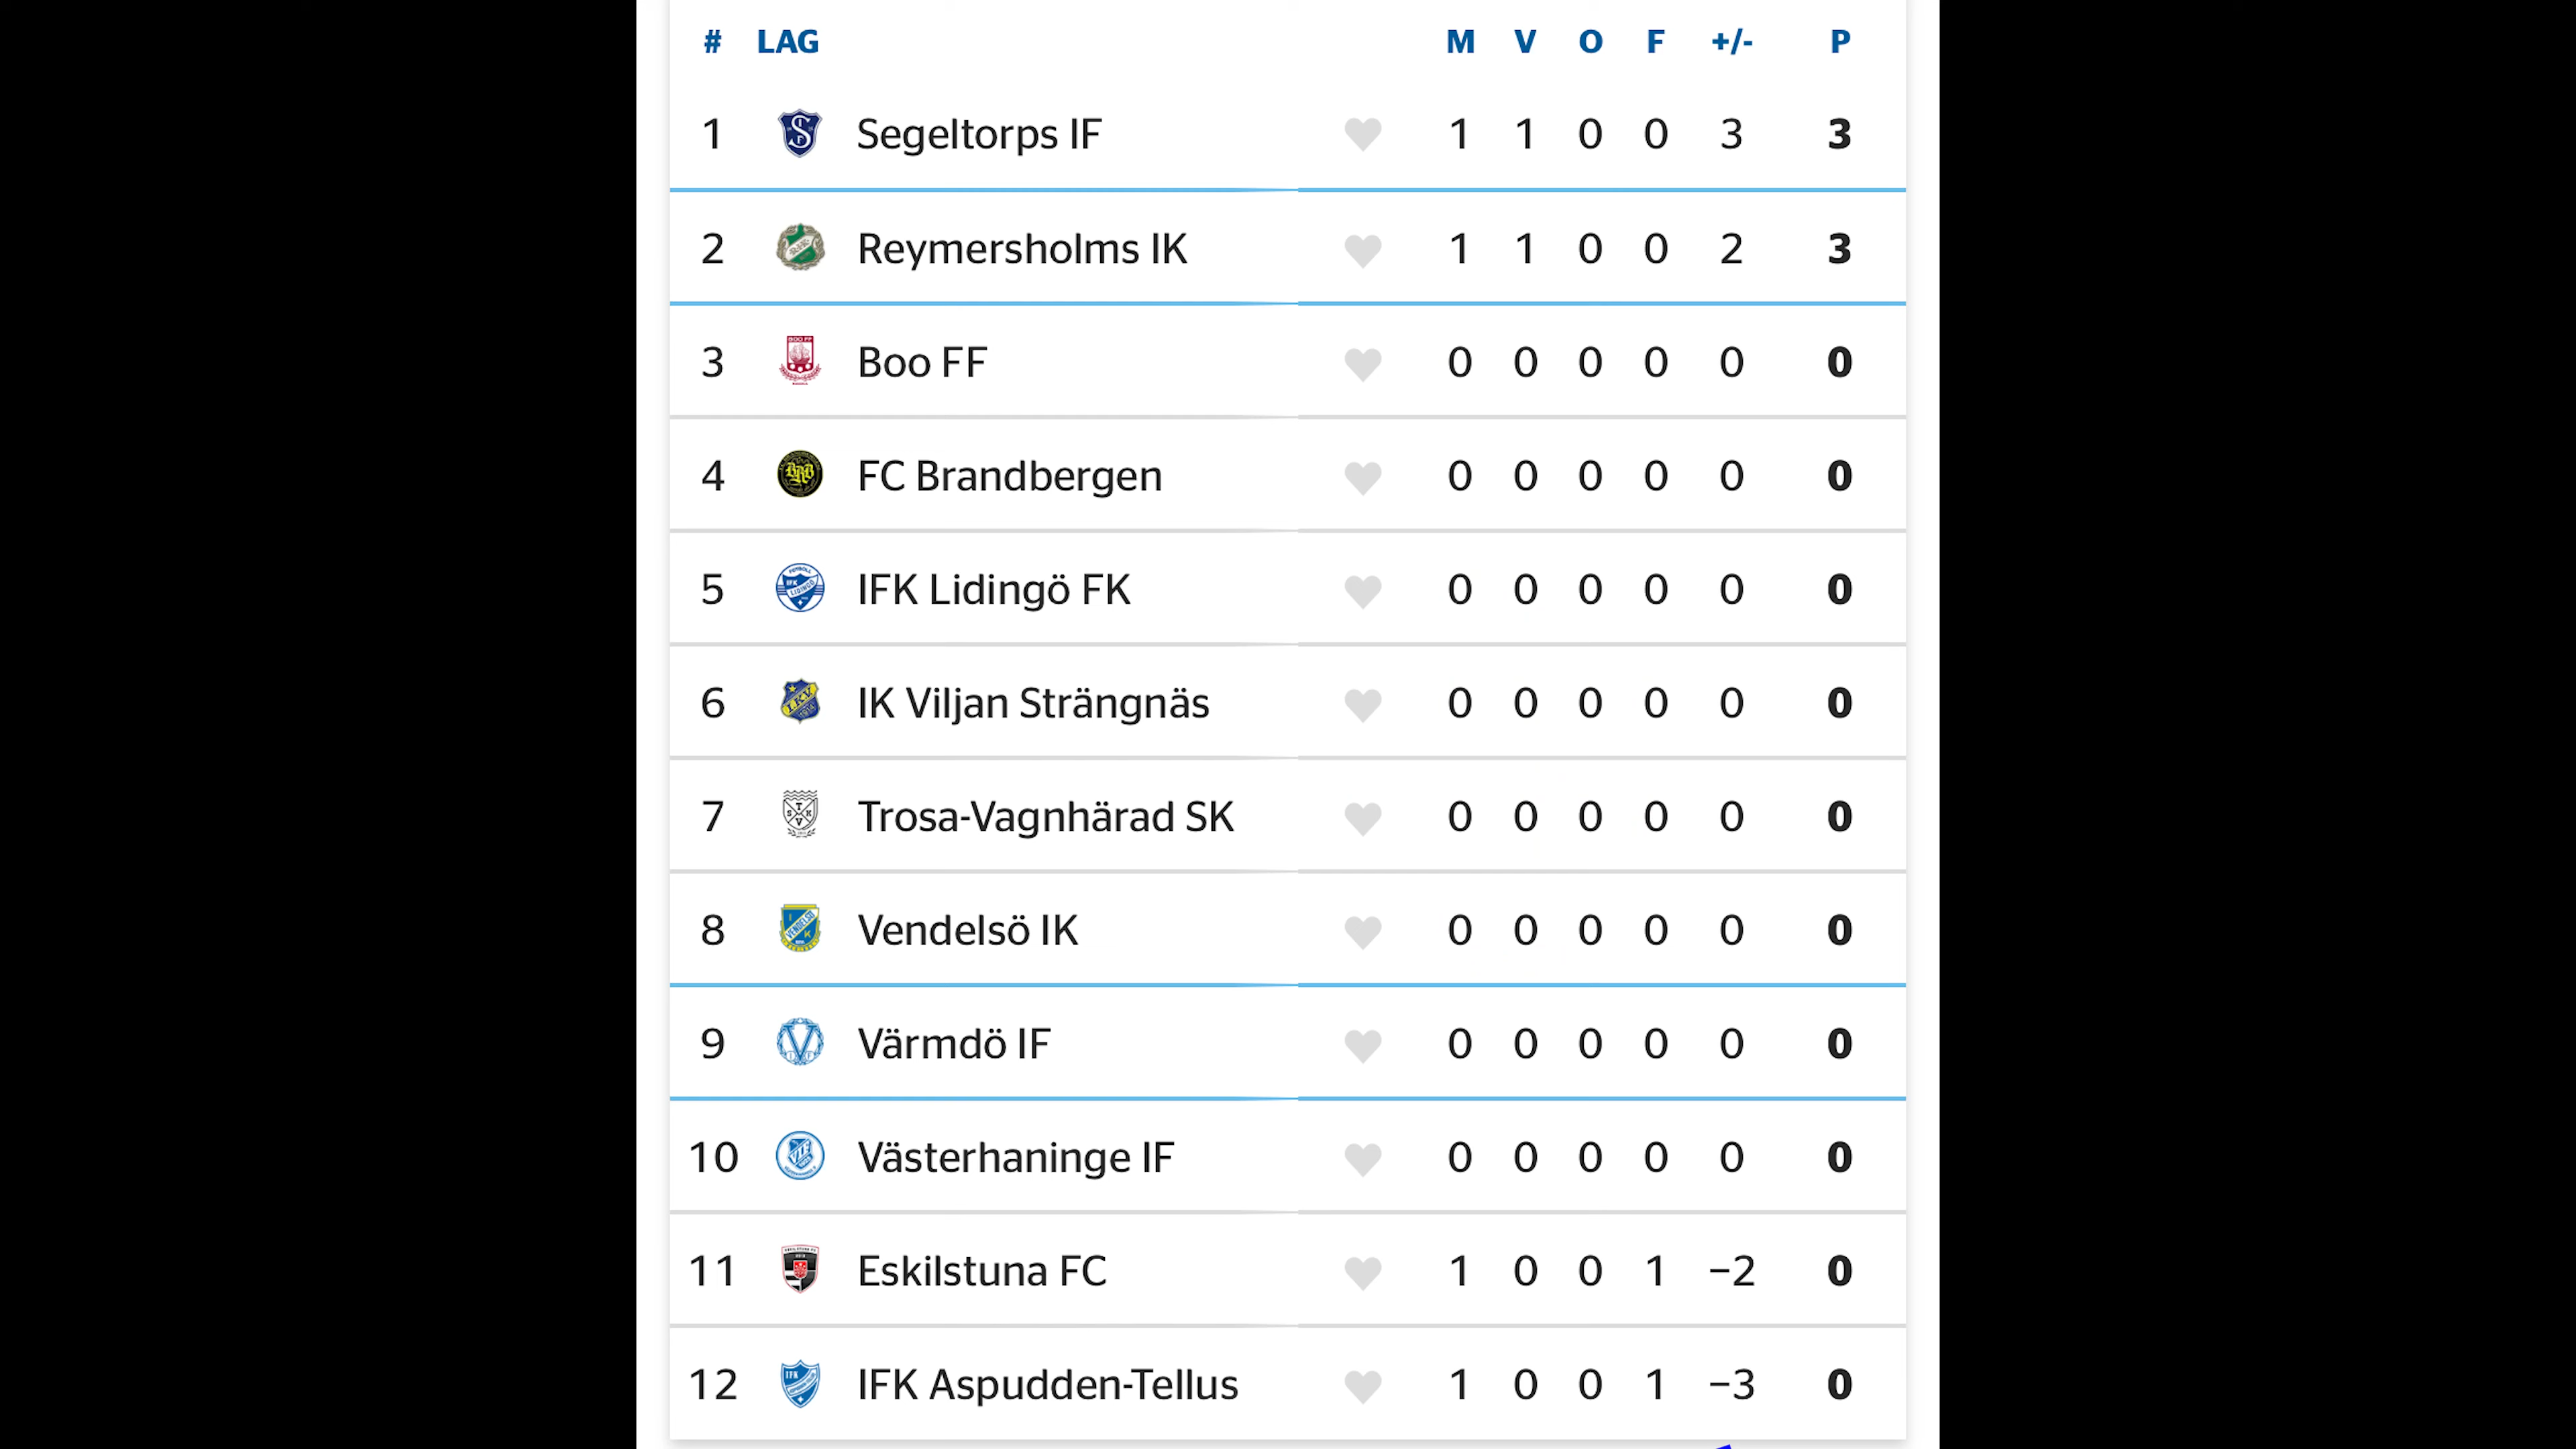 # LAG M V O F +/- P
1 Segeltorps IF 1 1 0 0 3 3
2 Reymersholms IK 1 1 0 0 2 3
3 Boo FF 0 0 0 0 0 0
4 FC Brandbergen 0 0 0 0 0 0
5 IFK Lidingö FK 0 0 0 0 0 0
6 IK Viljan Strängnäs 0 0 0 0 0 0
7 Trosa-Vagnhärad SK 0 0 0 0 0 0
8 Vendelsö IK 0 0 0 0 0 0
9 Värmdö IF 0 0 0 0 0 0
10 Västerhaninge IF 0 0 0 0 0 0
11 Eskilstuna FC 1 0 0 1 −2 0
12 IFK Aspudden-Tellus 1 0 0 1 −3 0